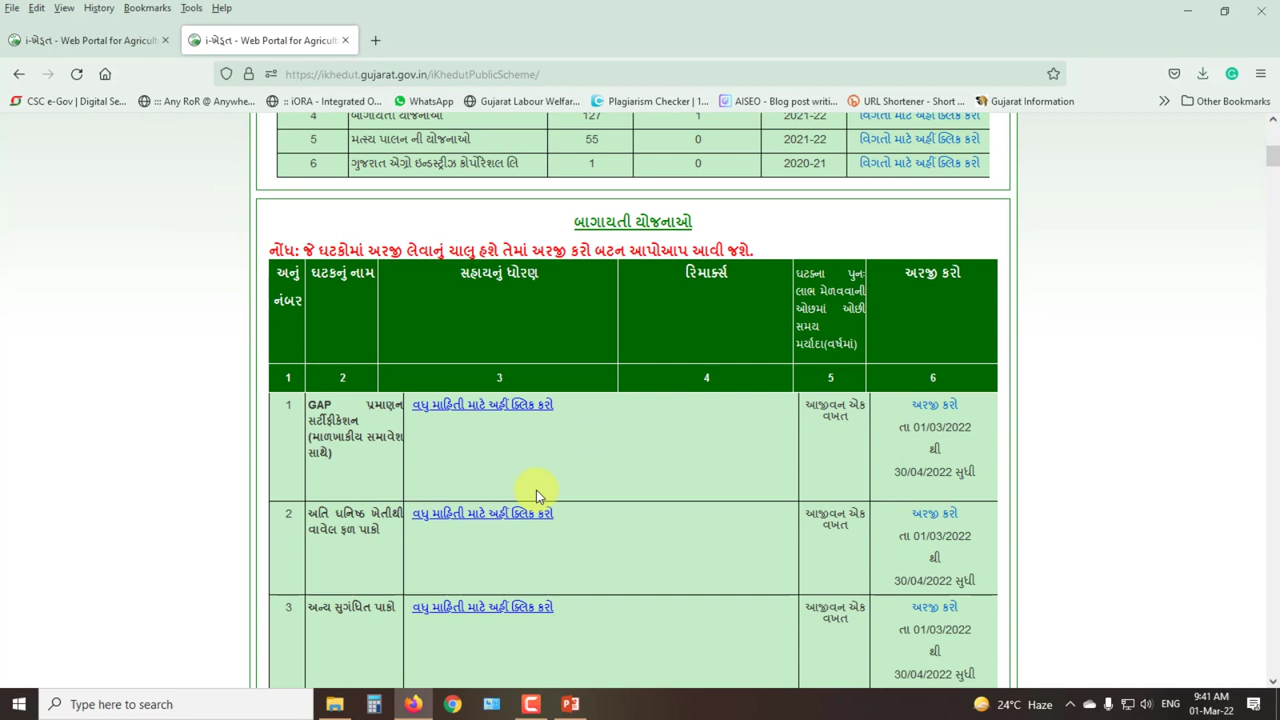 File Edit View History Bookmarks Tools Help
i-ખેડૂત - Web Portal for Agricult
i-ખેડૂત - Web Portal for Agricult
https://ikhedut.gujarat.gov.in/iKhedutPublicScheme/
CSC e-Gov | Digital Se... ::: Any RoR @ Anywhe... :: iORA - Integrated O... WhatsApp Gujarat Labour Welfar... Plagiarism Checker | 1... AISEO - Blog post writi... URL Shortener - Short ... Gujarat Information Other Bookmarks
4 બાગાયતી યોજનાઓ 127 1 2021-22 વિગતો માટે અહીં ક્લિક કરો
5 મત્સ્ય પાલન ની યોજનાઓ 55 0 2021-22 વિગતો માટે અહીં ક્લિક કરો
6 ગુજરાત એગ્રો ઇન્ડસ્ટ્રીઝ કોર્પોરેશન લિ 1 0 2020-21 વિગતો માટે અહીં ક્લિક કરો
બાગાયતી યોજનાઓ
નોંધ: જે ઘટકોમાં અરજી લેવાનું ચાલુ હશે તેમાં અરજી કરો બટન આપોઆપ આવી જશે.
અનું નંબર
ઘટકનું નામ
સહાયનું ધોરણ
રિમાર્ક્સ
ઘટકના પુન:
લાભ મેળવવાની
ઓછમાં ઓછી
સમય
મર્યાદા(વર્ષમાં)
અરજી કરો
1 2 3 4 5 6
1
GAP પ્રમાણન
સર્ટીફીકેશન
(માળખાકીય સમાવેશ
સાથે)
વધુ માહિતી માટે અહીં ક્લિક કરો
આજીવન એક
વખત
અરજી કરો
તા 01/03/2022
થી
30/04/2022 સુધી
2
અતિ ઘનિષ્ઠ ખેતીથી
વાવેલ ફળ પાકો
વધુ માહિતી માટે અહીં ક્લિક કરો
આજીવન એક
વખત
અરજી કરો
તા 01/03/2022
થી
30/04/2022 સુધી
3
અન્ય સુગંધિત પાકો
વધુ માહિતી માટે અહીં ક્લિક કરો
આજીવન એક
વખત
અરજી કરો
તા 01/03/2022
થી
30/04/2022 સુધી
Type here to search
24°C Haze
ENG
9:41 AM
01-Mar-22